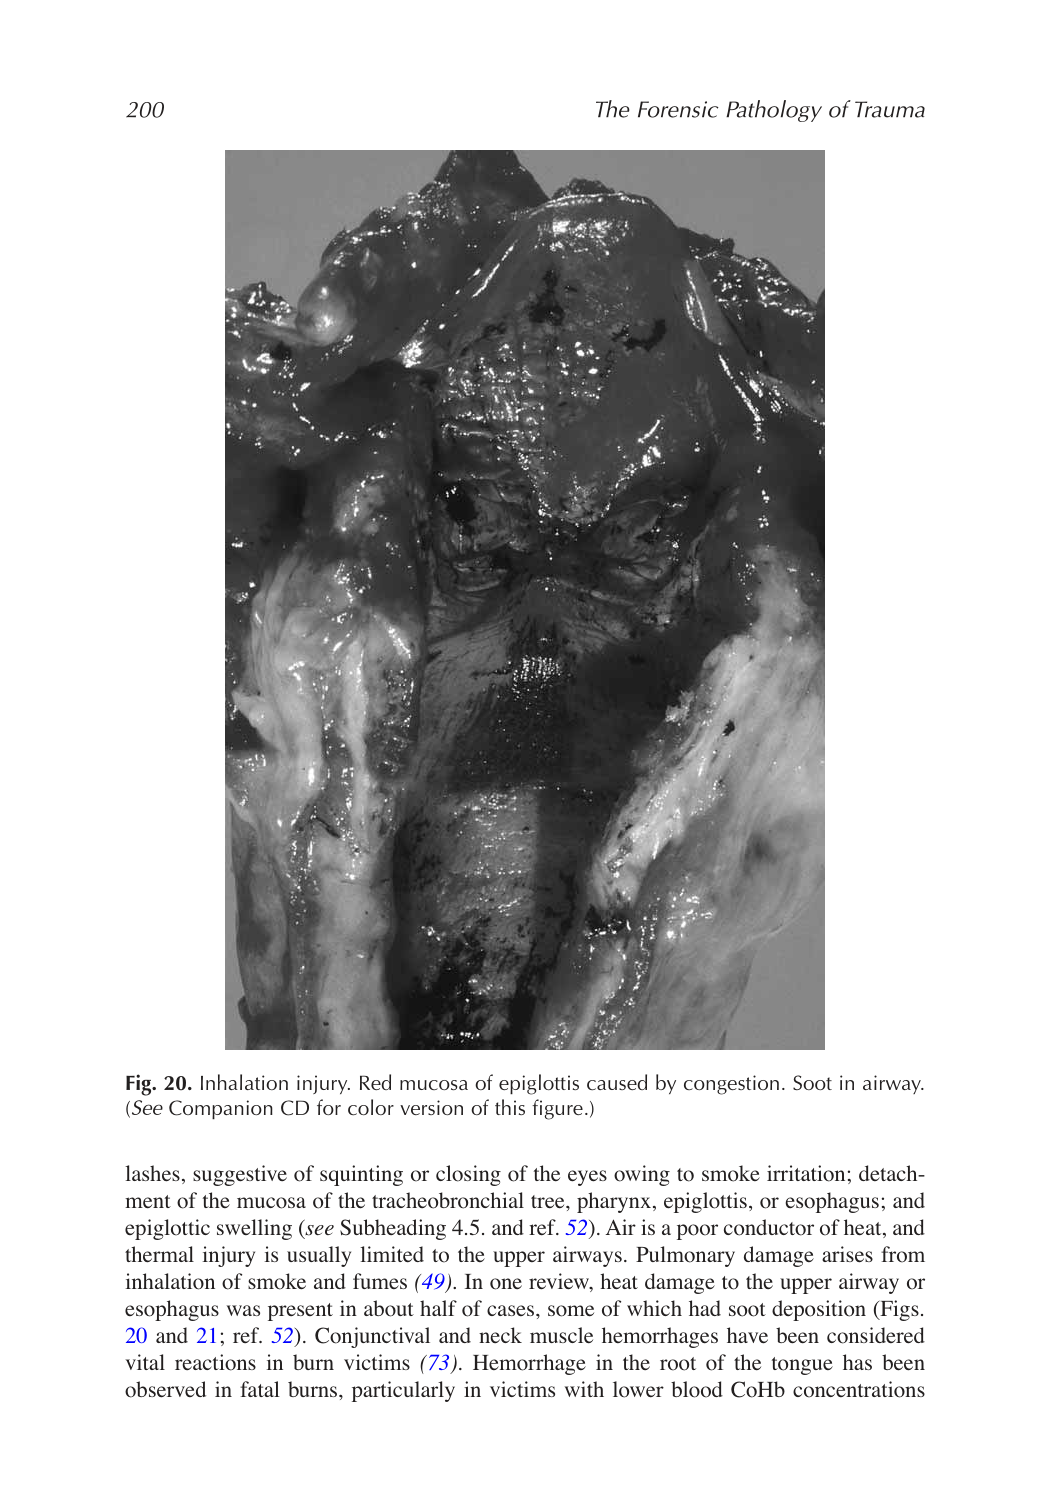 200
The Forensic Pathology of Trauma
Fig. 20. Inhalation injury. Red mucosa of epiglottis caused by congestion. Soot in airway.
(See Companion CD for color version of this figure.)
lashes, suggestive of squinting or closing of the eyes owing to smoke irritation; detach-
ment of the mucosa of the tracheobronchial tree, pharynx, epiglottis, or esophagus; and
epiglottic swelling (see Subheading 4.5. and ref. 52). Air is a poor conductor of heat, and
thermal injury is usually limited to the upper airways. Pulmonary damage arises from
inhalation of smoke and fumes (49). In one review, heat damage to the upper airway or
esophagus was present in about half of cases, some of which had soot deposition (Figs.
20 and 21; ref. 52). Conjunctival and neck muscle hemorrhages have been considered
vital reactions in burn victims (73). Hemorrhage in the root of the tongue has been
observed in fatal burns, particularly in victims with lower blood CoHb concentrations